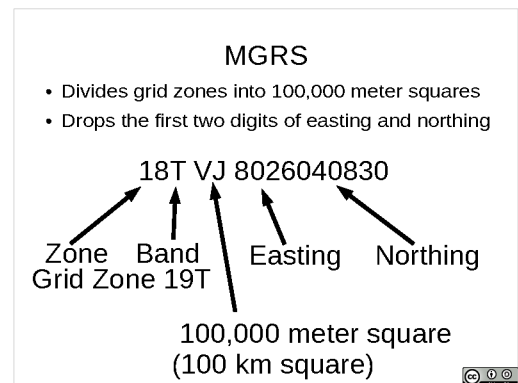 MGRS
• Divides grid zones into 100,000 meter squares
• Drops the first two digits of easting and northing
18T VJ 8026040830
Zone Band Easting Northing
Grid Zone 19T
100,000 meter square
(100 km square)
cc